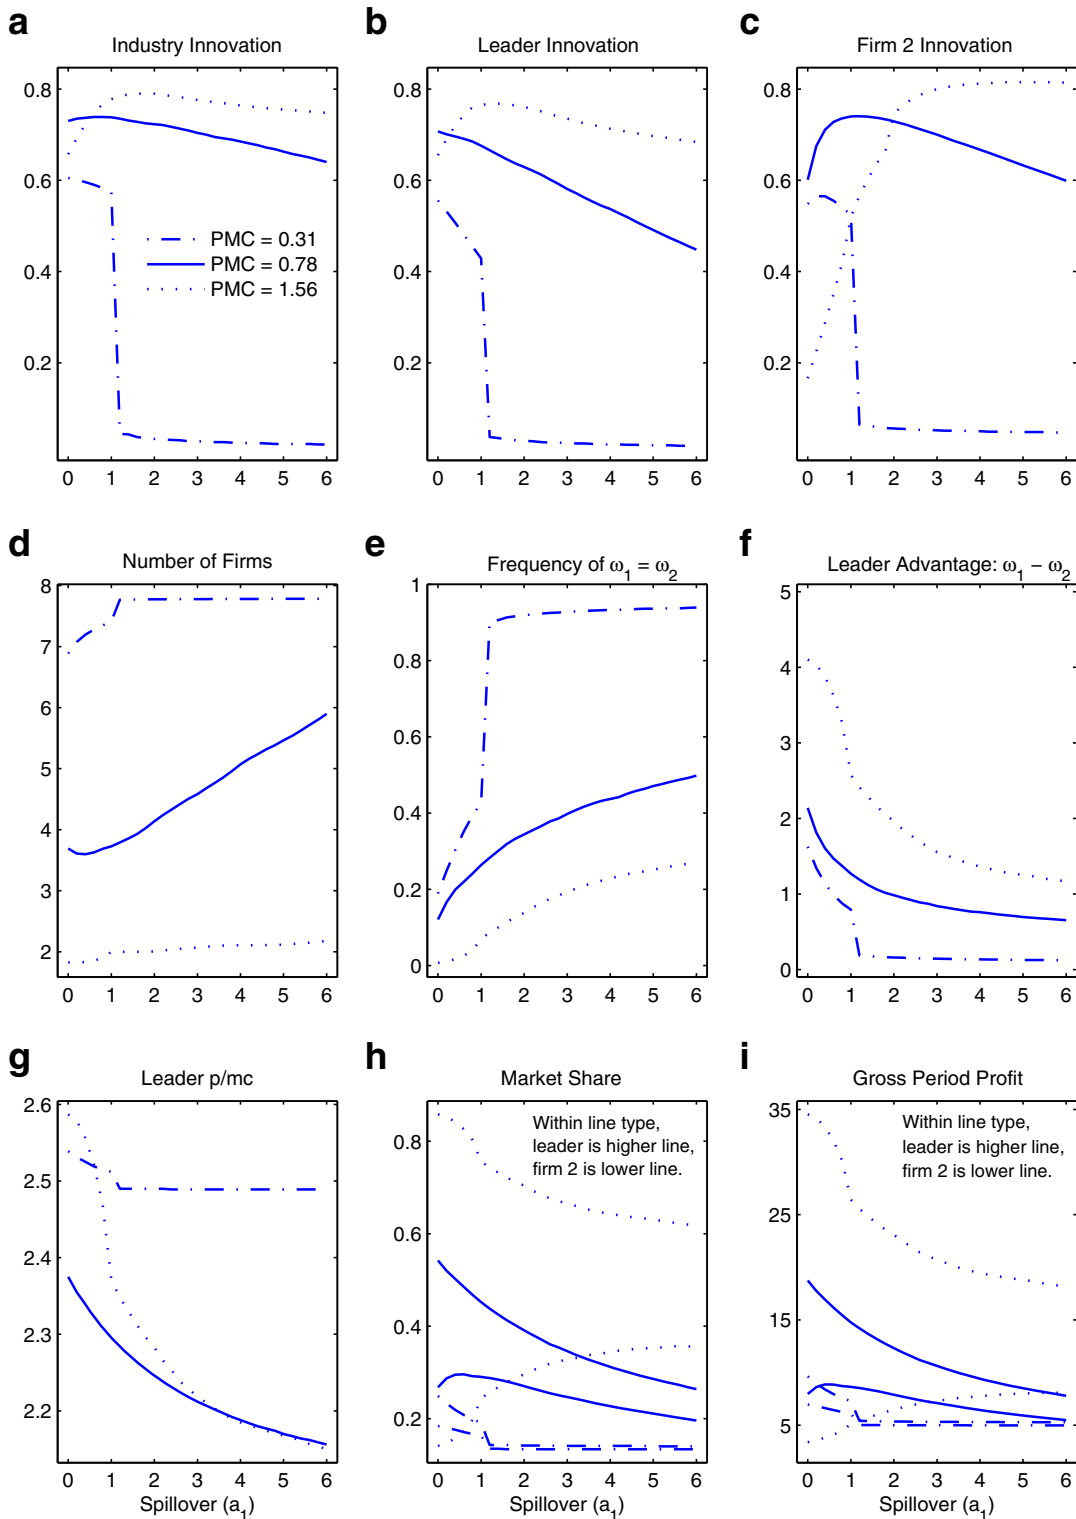 a
Industry Innovation
0.8
0.6
0.4
0.2
PMC = 0.31
PMC = 0.78
PMC = 1.56
0 1 2 3 4 5 6
b
Leader Innovation
0.8
0.6
0.4
0.2
0 1 2 3 4 5 6
c
Firm 2 Innovation
0.8
0.6
0.4
0.2
0 1 2 3 4 5 6
d
Number of Firms
8
7
6
5
4
3
2
0 1 2 3 4 5 6
e
Frequency of ω1 = ω2
1
0.8
0.6
0.4
0.2
0
0 1 2 3 4 5 6
f
Leader Advantage: ω1 − ω2
5
4
3
2
1
0
0 1 2 3 4 5 6
g
Leader p/mc
2.6
2.5
2.4
2.3
2.2
0 1 2 3 4 5 6
Spillover (a1)
h
Market Share
Within line type,
leader is higher line,
firm 2 is lower line.
0.8
0.6
0.4
0.2
0 1 2 3 4 5 6
Spillover (a1)
i
Gross Period Profit
Within line type,
leader is higher line,
firm 2 is lower line.
35
25
15
5
0 1 2 3 4 5 6
Spillover (a1)